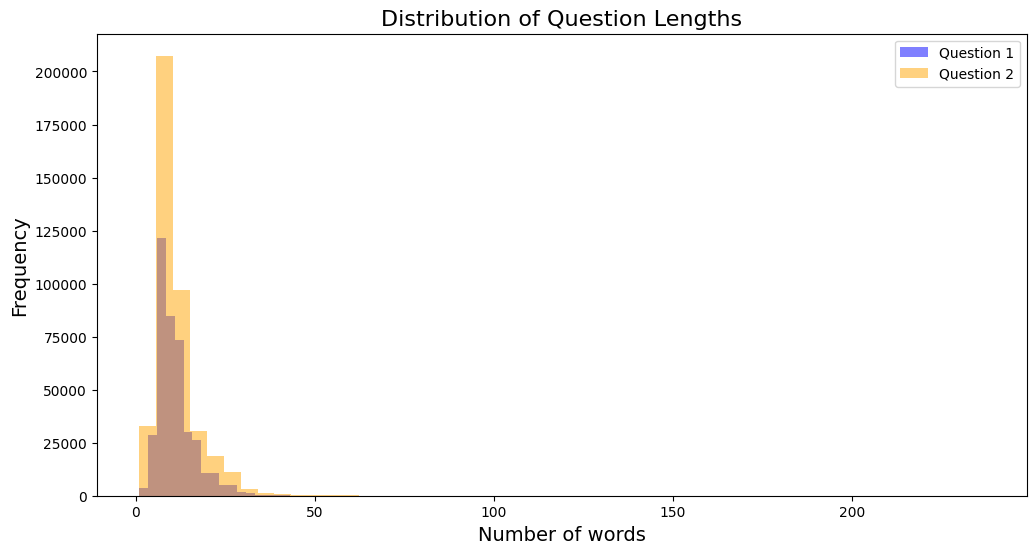 Distribution of Question Lengths
Question 1
Question 2
200000
175000
150000
125000
100000
75000
50000
25000
0
Frequency
0 50 100 150 200
Number of words